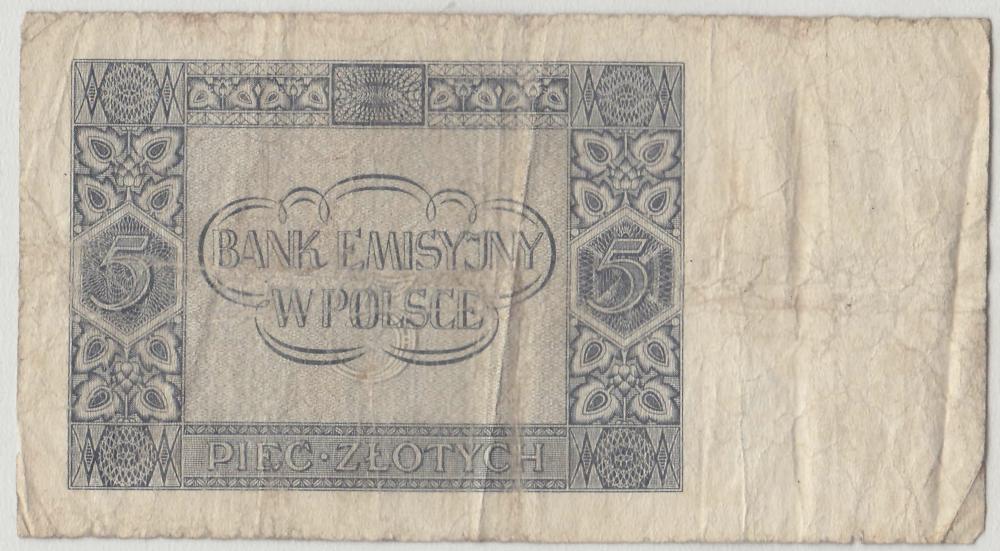 BANK EMISYJNY
W POLSCE
5
5
PIĘĆ · ZŁOTYCH